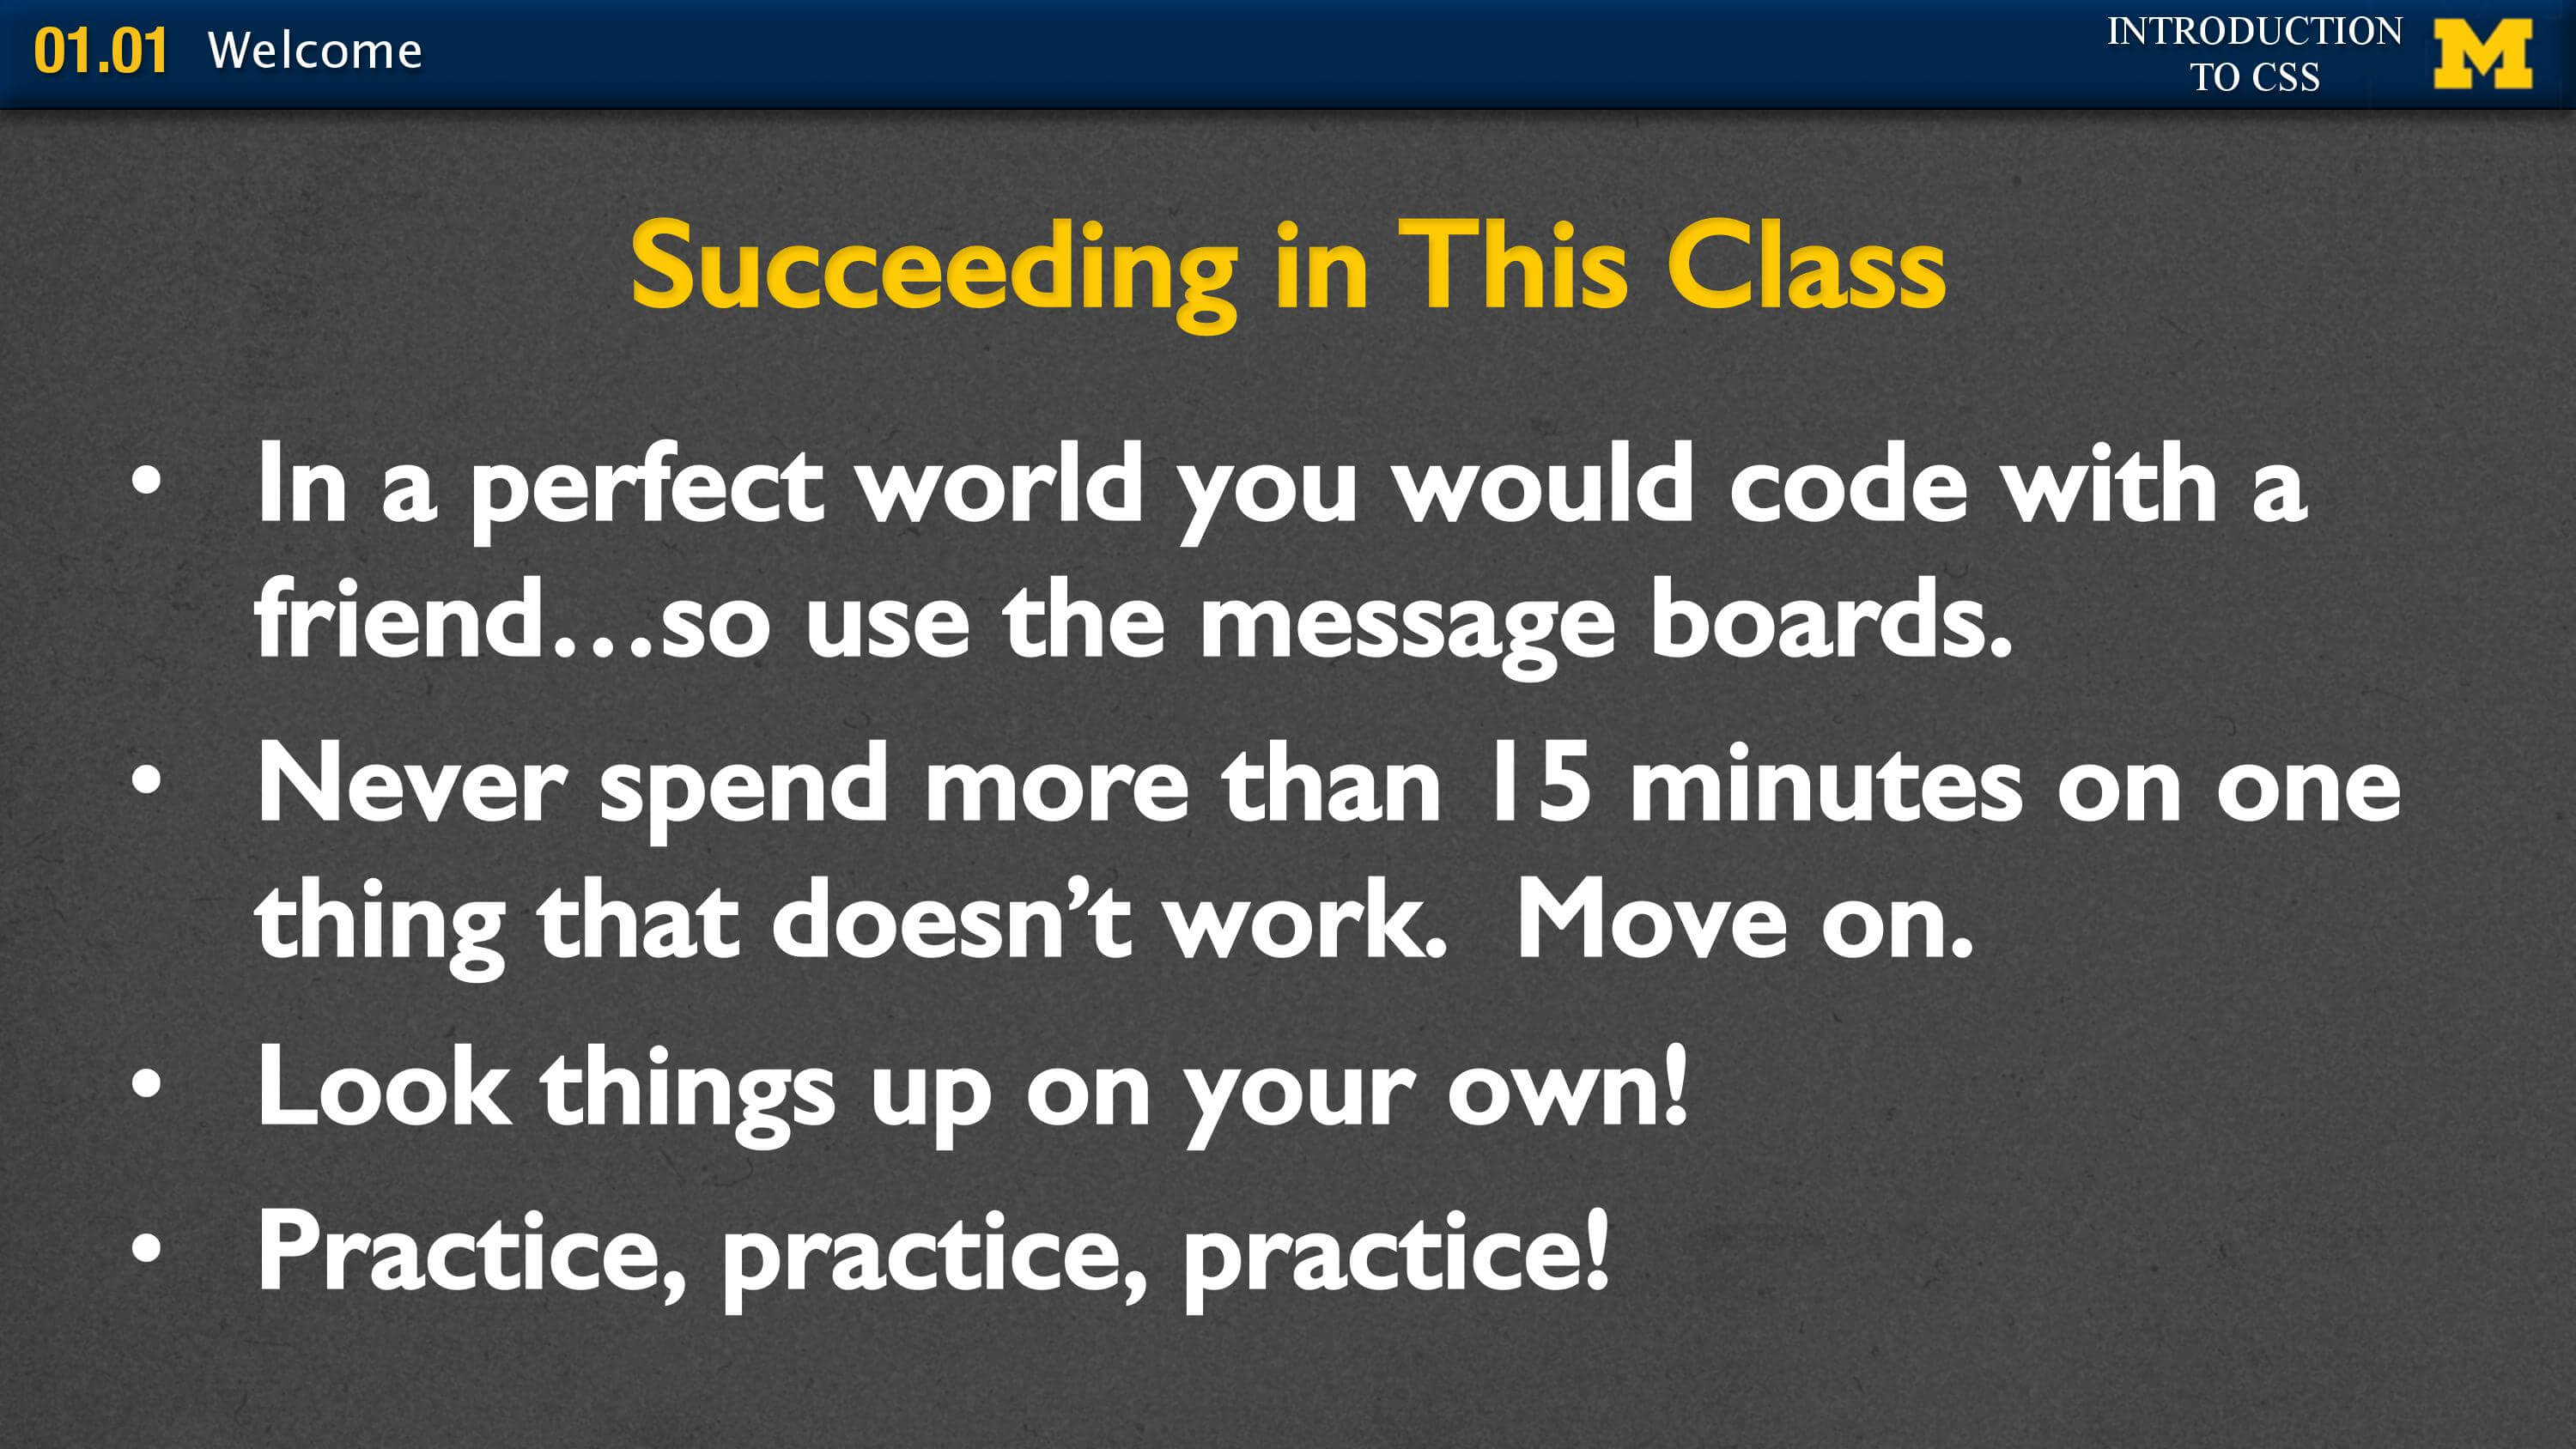 01.01 Welcome
INTRODUCTION
TO CSS
M
Succeeding in This Class
• In a perfect world you would code with a
friend…so use the message boards.
• Never spend more than 15 minutes on one
thing that doesn’t work.  Move on.
• Look things up on your own!
• Practice, practice, practice!